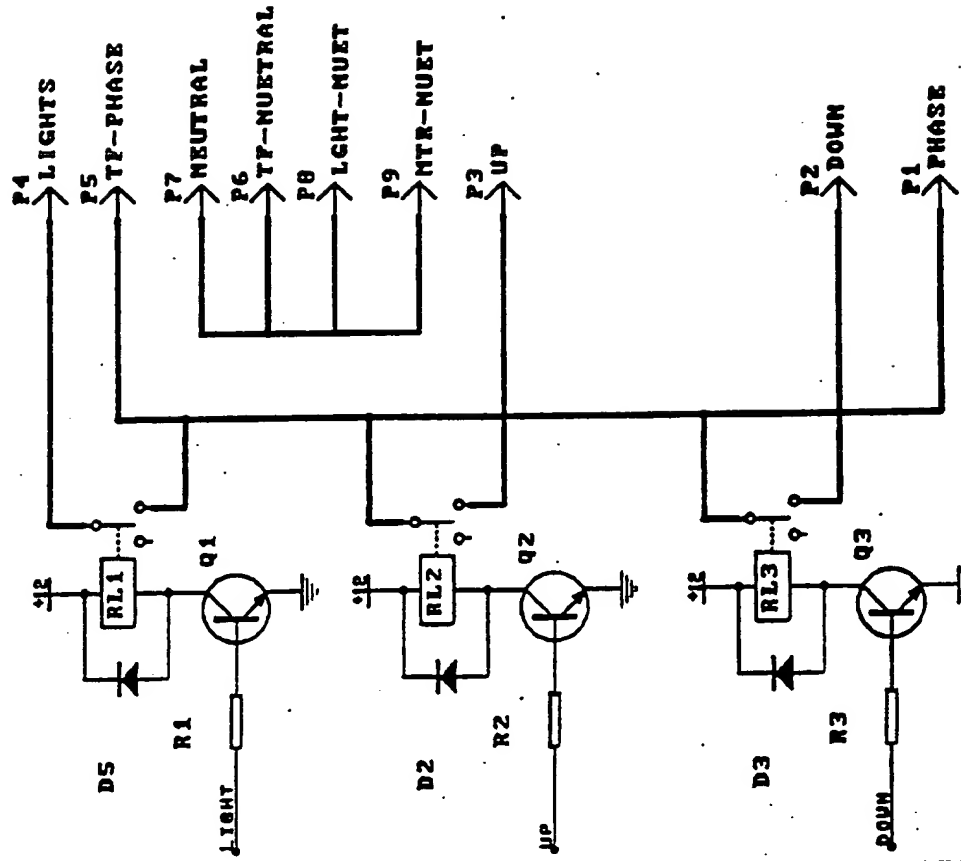 P4 LIGHTS
P5 TP-PHASE
P7 NEUTRAL
P6 TP-NUETRAL
P8 LGHT-NUET
P9 MTR-NUET
P3 UP
P2 DOWN
P1 PHASE
+12
RL1
Q1
D5
R1
LIGHT
+12
RL2
Q2
D2
R2
UP
+12
RL3
Q3
D3
R3
DOWN